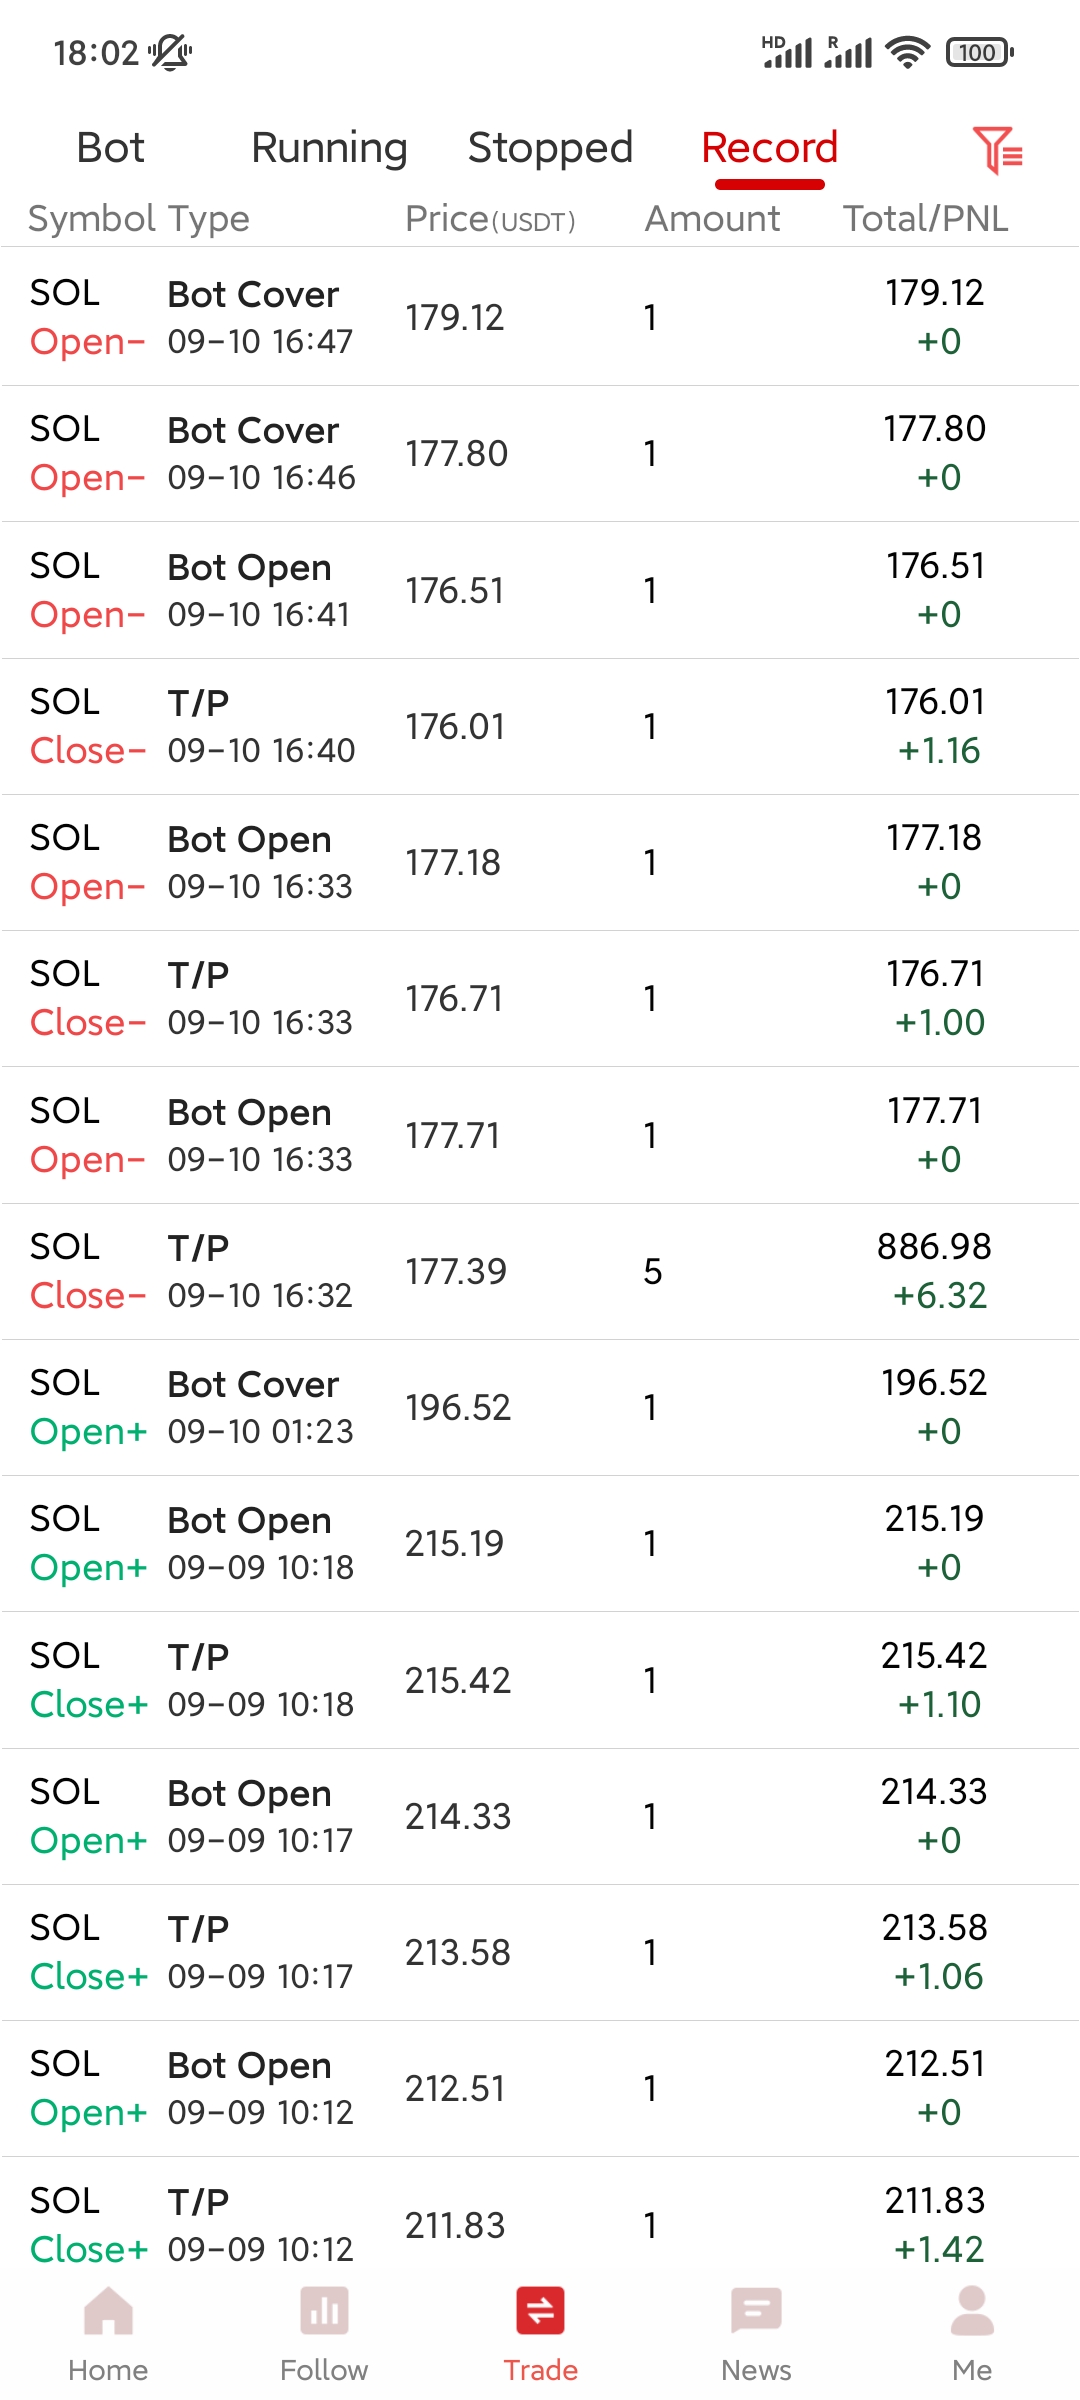 18:02 HD R 100
Bot Running Stopped Record
Symbol Type Price(USDT) Amount Total/PNL
SOL Bot Cover 179.12 1 179.12
Open- 09-10 16:47 +0
SOL Bot Cover 177.80 1 177.80
Open- 09-10 16:46 +0
SOL Bot Open 176.51 1 176.51
Open- 09-10 16:41 +0
SOL T/P 176.01 1 176.01
Close- 09-10 16:40 +1.16
SOL Bot Open 177.18 1 177.18
Open- 09-10 16:33 +0
SOL T/P 176.71 1 176.71
Close- 09-10 16:33 +1.00
SOL Bot Open 177.71 1 177.71
Open- 09-10 16:33 +0
SOL T/P 177.39 5 886.98
Close- 09-10 16:32 +6.32
SOL Bot Cover 196.52 1 196.52
Open+ 09-10 01:23 +0
SOL Bot Open 215.19 1 215.19
Open+ 09-09 10:18 +0
SOL T/P 215.42 1 215.42
Close+ 09-09 10:18 +1.10
SOL Bot Open 214.33 1 214.33
Open+ 09-09 10:17 +0
SOL T/P 213.58 1 213.58
Close+ 09-09 10:17 +1.06
SOL Bot Open 212.51 1 212.51
Open+ 09-09 10:12 +0
SOL T/P 211.83 1 211.83
Close+ 09-09 10:12 +1.42
Home Follow Trade News Me